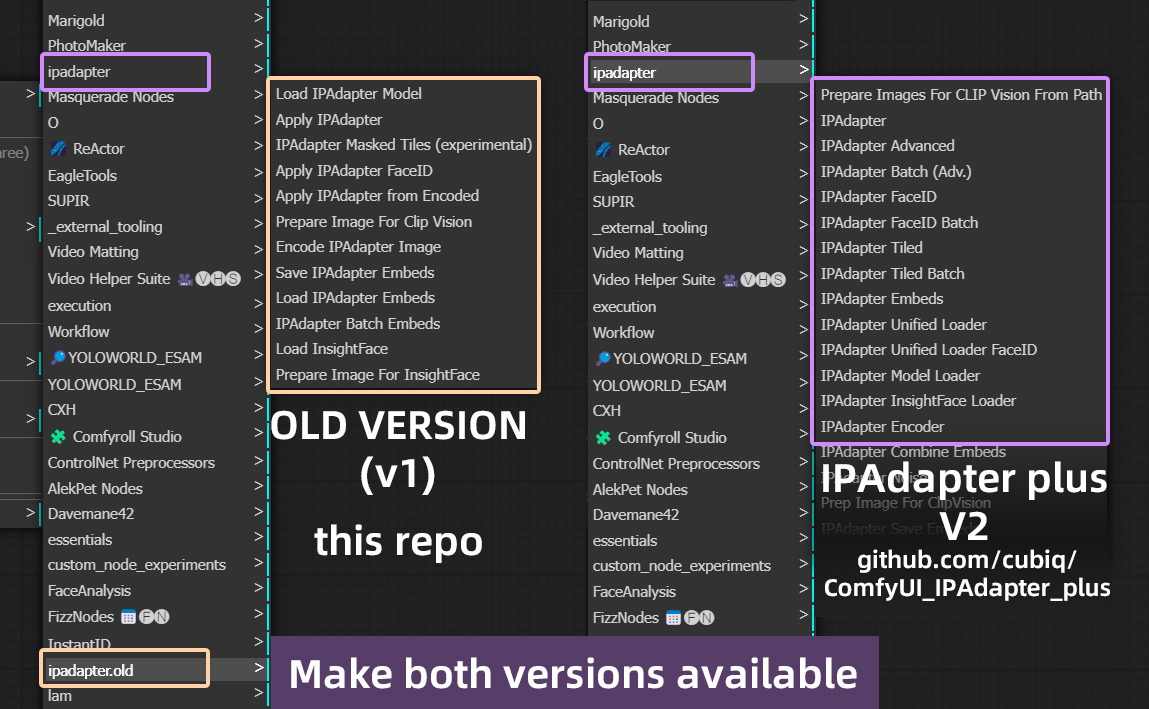 Marigold >
PhotoMaker >
ipadapter >
Masquerade Nodes >
O >
ReActor >
EagleTools >
SUPIR >
_external_tooling >
Video Matting >
Video Helper Suite 🎥🅥🅗🅢 >
execution >
Workflow >
🔎YOLOWORLD_ESAM >
YOLOWORLD_ESAM >
CXH >
🧩 Comfyroll Studio >
ControlNet Preprocessors >
AlekPet Nodes >
Davemane42 >
essentials >
custom_node_experiments >
FaceAnalysis >
FizzNodes 📅🅕🅝 >
InstantID >
ipadapter.old >
lam >
Load IPAdapter Model
Apply IPAdapter
IPAdapter Masked Tiles (experimental)
Apply IPAdapter FaceID
Apply IPAdapter from Encoded
Prepare Image For Clip Vision
Encode IPAdapter Image
Save IPAdapter Embeds
Load IPAdapter Embeds
IPAdapter Batch Embeds
Load InsightFace
Prepare Image For InsightFace
OLD VERSION
(v1)
this repo
Marigold >
PhotoMaker >
ipadapter >
Masquerade Nodes >
O >
ReActor >
EagleTools >
SUPIR >
_external_tooling >
Video Matting >
Video Helper Suite 🎥🅥🅗🅢 >
execution >
Workflow >
🔎YOLOWORLD_ESAM >
YOLOWORLD_ESAM >
CXH >
🧩 Comfyroll Studio >
ControlNet Preprocessors >
AlekPet Nodes >
Davemane42 >
essentials >
custom_node_experiments >
FaceAnalysis >
FizzNodes 📅🅕🅝 >
Prepare Images For CLIP Vision From Path
IPAdapter
IPAdapter Advanced
IPAdapter Batch (Adv.)
IPAdapter FaceID
IPAdapter FaceID Batch
IPAdapter Tiled
IPAdapter Tiled Batch
IPAdapter Embeds
IPAdapter Unified Loader
IPAdapter Unified Loader FaceID
IPAdapter Model Loader
IPAdapter InsightFace Loader
IPAdapter Encoder
IPAdapter Combine Embeds
Prep Image For ClipVision
IPAdapter Save
IPAdapter plus
V2
github.com/cubiq/
ComfyUI_IPAdapter_plus
Make both versions available